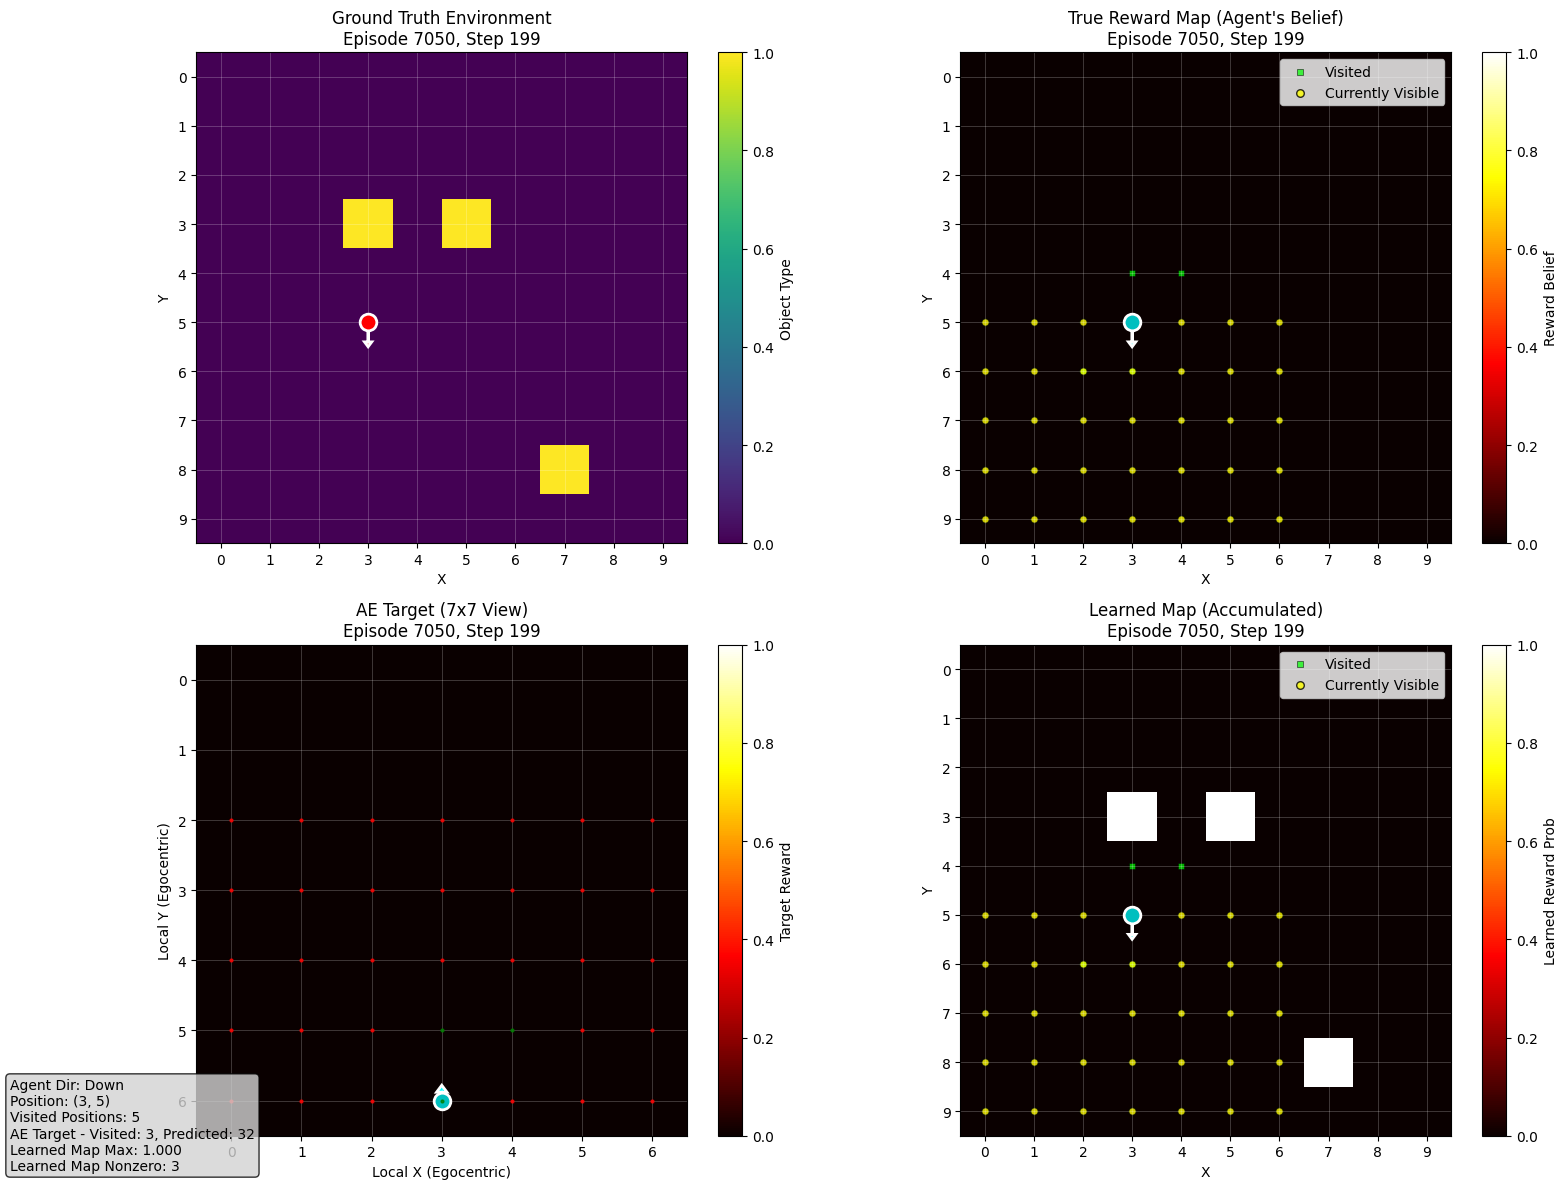 Ground Truth Environment
Episode 7050, Step 199
0
1
2
3
4
5
6
7
8
9
Y
0 1 2 3 4 5 6 7 8 9
X
1.0
0.8
0.6
0.4
0.2
0.0
Object Type
True Reward Map (Agent's Belief)
Episode 7050, Step 199
Visited
Currently Visible
0
1
2
3
4
5
6
7
8
9
Y
0 1 2 3 4 5 6 7 8 9
X
1.0
0.8
0.6
0.4
0.2
0.0
Reward Belief
AE Target (7x7 View)
Episode 7050, Step 199
0
1
2
3
4
5
6
Local Y (Egocentric)
0 1 2 3 4 5 6
Local X (Egocentric)
1.0
0.8
0.6
0.4
0.2
0.0
Target Reward
Learned Map (Accumulated)
Episode 7050, Step 199
Visited
Currently Visible
0
1
2
3
4
5
6
7
8
9
Y
0 1 2 3 4 5 6 7 8 9
X
1.0
0.8
0.6
0.4
0.2
0.0
Learned Reward Prob
Agent Dir: Down
Position: (3, 5)
Visited Positions: 5
AE Target - Visited: 3, Predicted: 32
Learned Map Max: 1.000
Learned Map Nonzero: 3